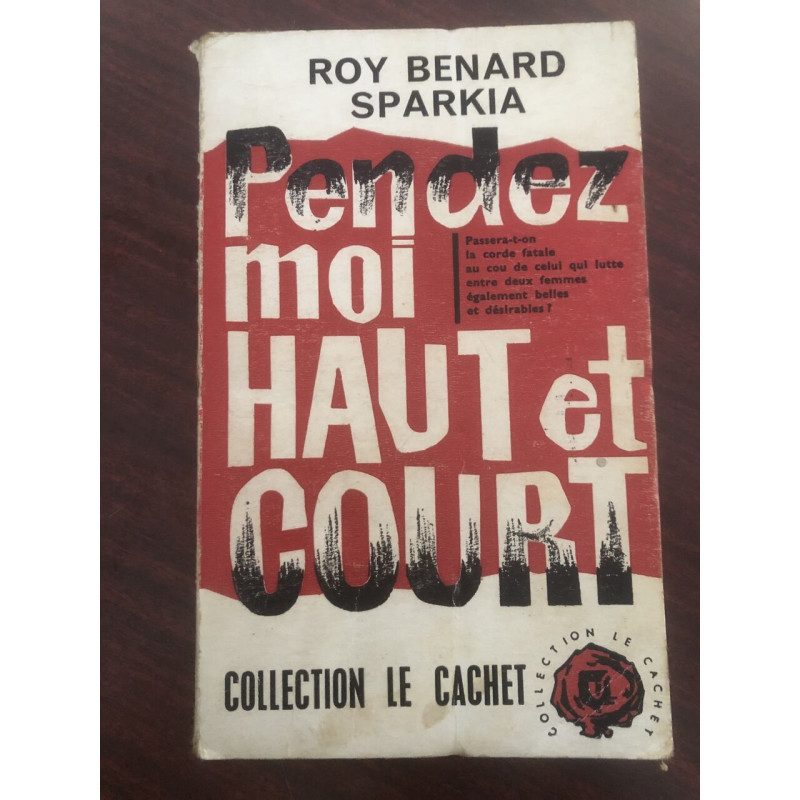 ROY BENARD
SPARKIA
Pendez
moi
Passera-t-on
la corde fatale
au cou de celui qui lutte
entre deux femmes
également belles
et désirables ?
HAUT et
COURT
COLLECTION LE CACHET
COLLECTION LE CACHET